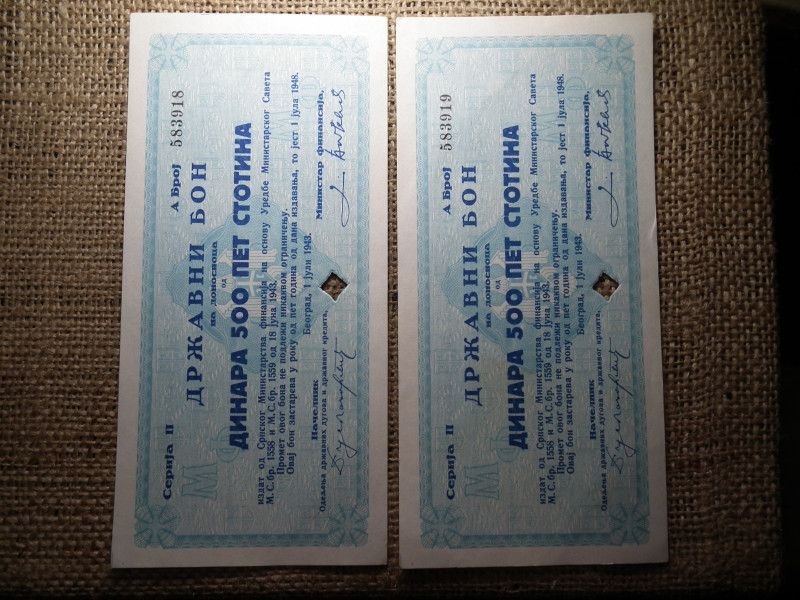 Серија II
А Број 583918
ДРЖАВНИ БОН
на доносиоца
од
ДИНАРА 500 ПЕТ СТОТИНА
издат од Српског Министарства финансија на основу Уредбе Министарског Савета
М. С. бр. 1558 и М. С. бр. 1559 од 18 јуна 1943.
Промет овог бона не подлежи никаквом ограничењу.
Овај бон застарева у року од пет година од дана издавања, то јест 1 јула 1948.
Београд, 1 јули 1943.
Начелник
Одељења државних дугова и државног кредита,
Министар финансија,
Серија II
А Број 583919
ДРЖАВНИ БОН
на доносиоца
од
ДИНАРА 500 ПЕТ СТОТИНА
издат од Српског Министарства финансија на основу Уредбе Министарског Савета
М. С. бр. 1558 и М. С. бр. 1559 од 18 јуна 1943.
Промет овог бона не подлежи никаквом ограничењу.
Овај бон застарева у року од пет година од дана издавања, то јест 1 јула 1948.
Београд, 1 јули 1943.
Начелник
Одељења државних дугова и државног кредита,
Министар финансија,